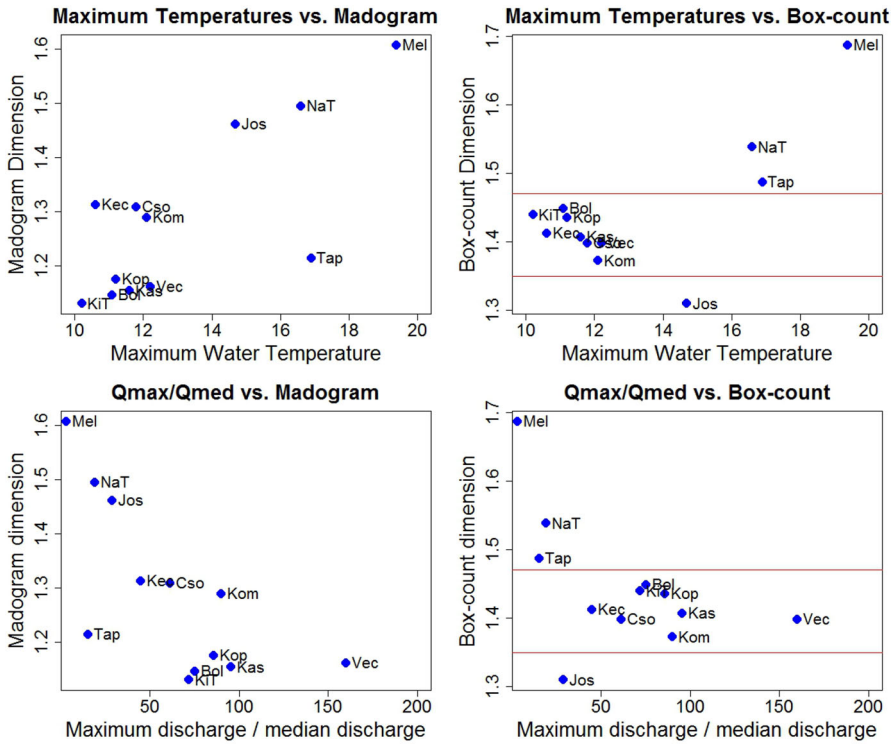 Maximum Temperatures vs. Madogram
Madogram Dimension
1.6
1.5
1.4
1.3
1.2
Mel
NaT
Jos
Kec
Cso
Kom
Tap
Kop
Vec
Kas
Bol
KiT
10 12 14 16 18 20
Maximum Water Temperature
Maximum Temperatures vs. Box-count
Box-count Dimension
1.7
1.6
1.5
1.4
1.3
Mel
NaT
Tap
Bol
KiT
Kop
Kec
Kas
Cso
Vec
Kom
Jos
10 12 14 16 18 20
Maximum Water Temperature
Qmax/Qmed vs. Madogram
Madogram dimension
1.6
1.5
1.4
1.3
1.2
Mel
NaT
Jos
Kec
Cso
Kom
Tap
Kop
Vec
Kas
Bol
KiT
50 100 150 200
Maximum discharge / median discharge
Qmax/Qmed vs. Box-count
Box-count dimension
1.7
1.6
1.5
1.4
1.3
Mel
NaT
Tap
Bol
KiT
Kop
Kec
Kas
Cso
Vec
Kom
Jos
50 100 150 200
Maximum discharge / median discharge